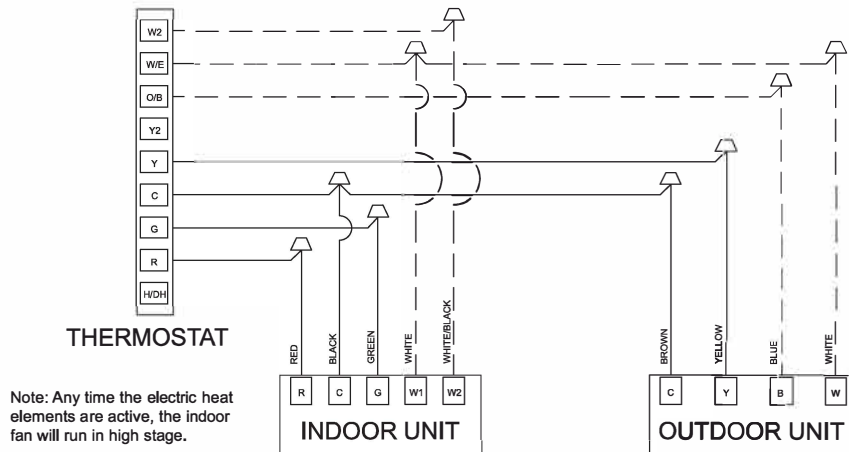 W2
W/E
O/B
Y2
Y
C
G
R
H/DH
THERMOSTAT
Note: Any time the electric heat
elements are active, the indoor
fan will run in high stage.
RED
BLACK
GREEN
WHITE
WHITE/BLACK
R
C
G
W1
W2
INDOOR UNIT
BROWN
YELLOW
BLUE
WHITE
C
Y
B
W
OUTDOOR UNIT